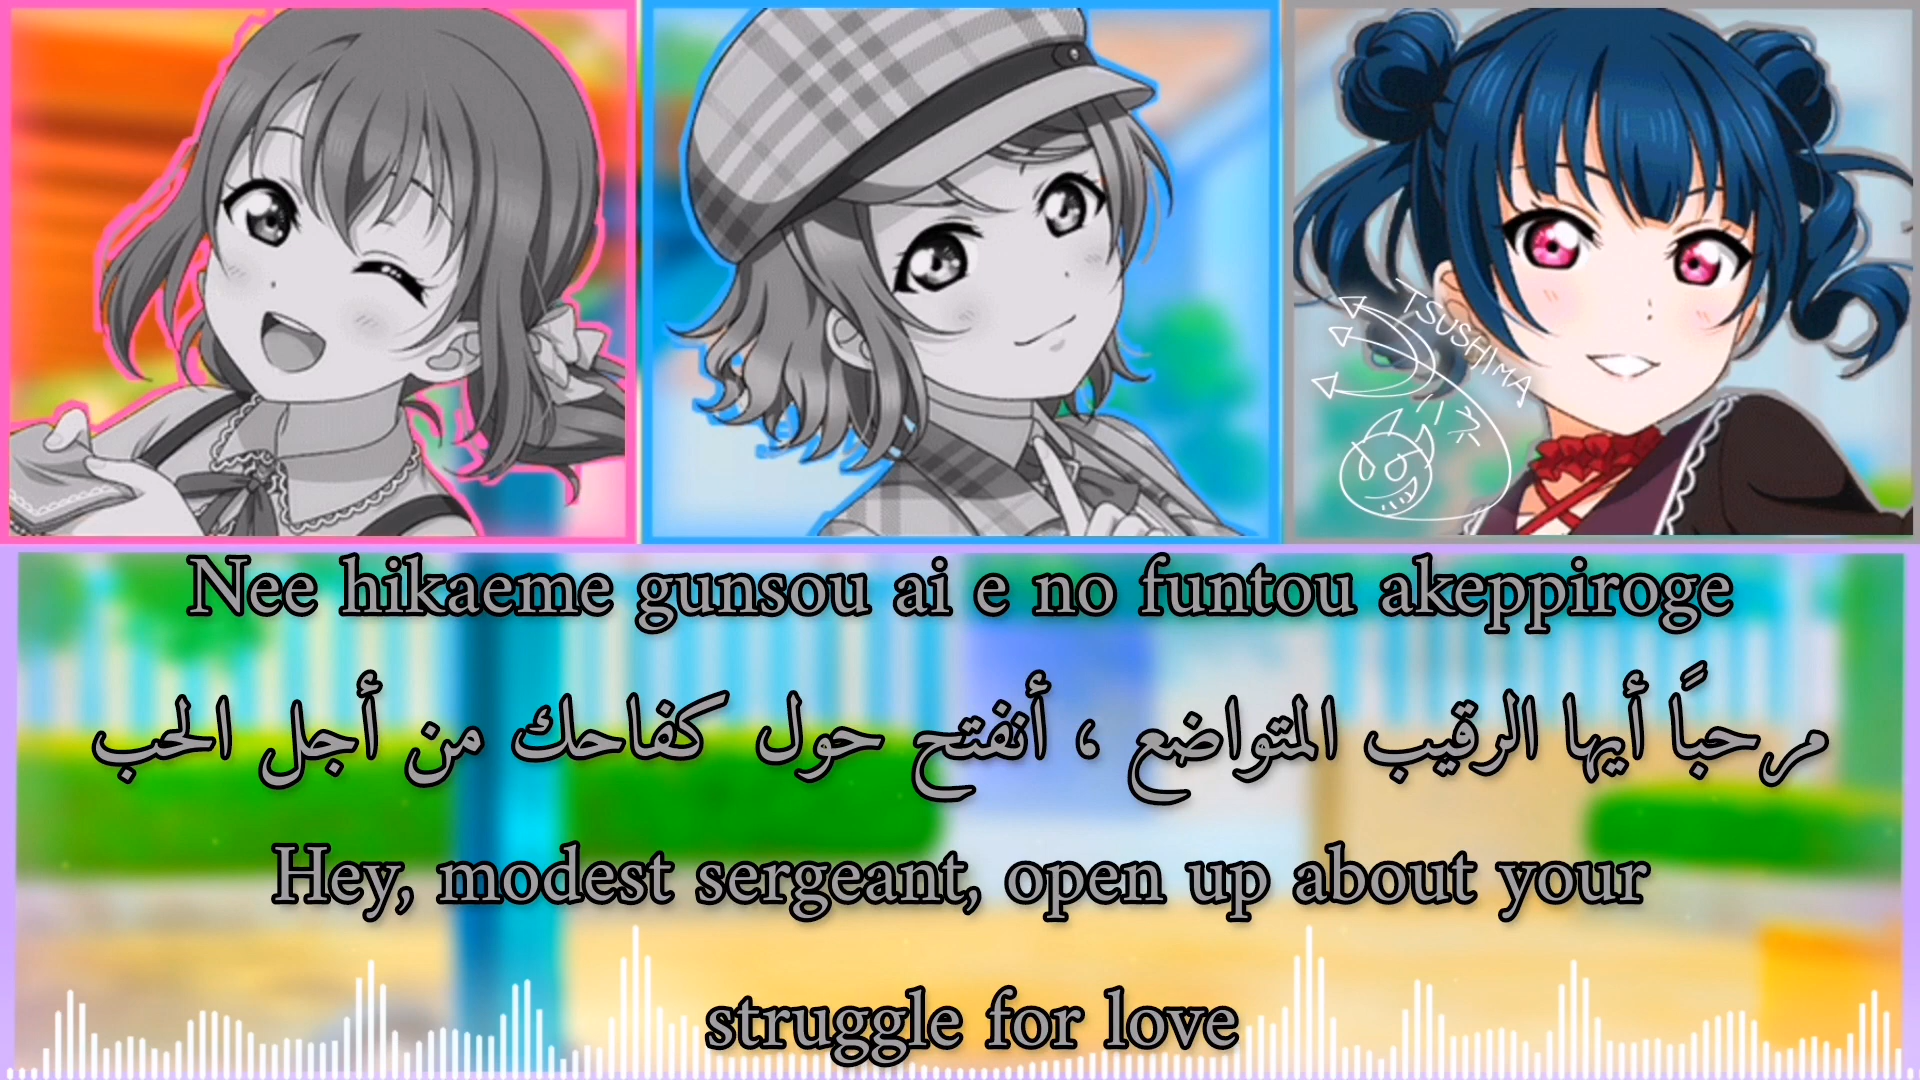 TSUSHIMA
Nee hikaeme gunsou ai e no funtou akeppiroge
مرحبًا أيها الرقيب المتواضع ، أنفتح حول كفاحك من أجل الحب
Hey, modest sergeant, open up about your
struggle for love